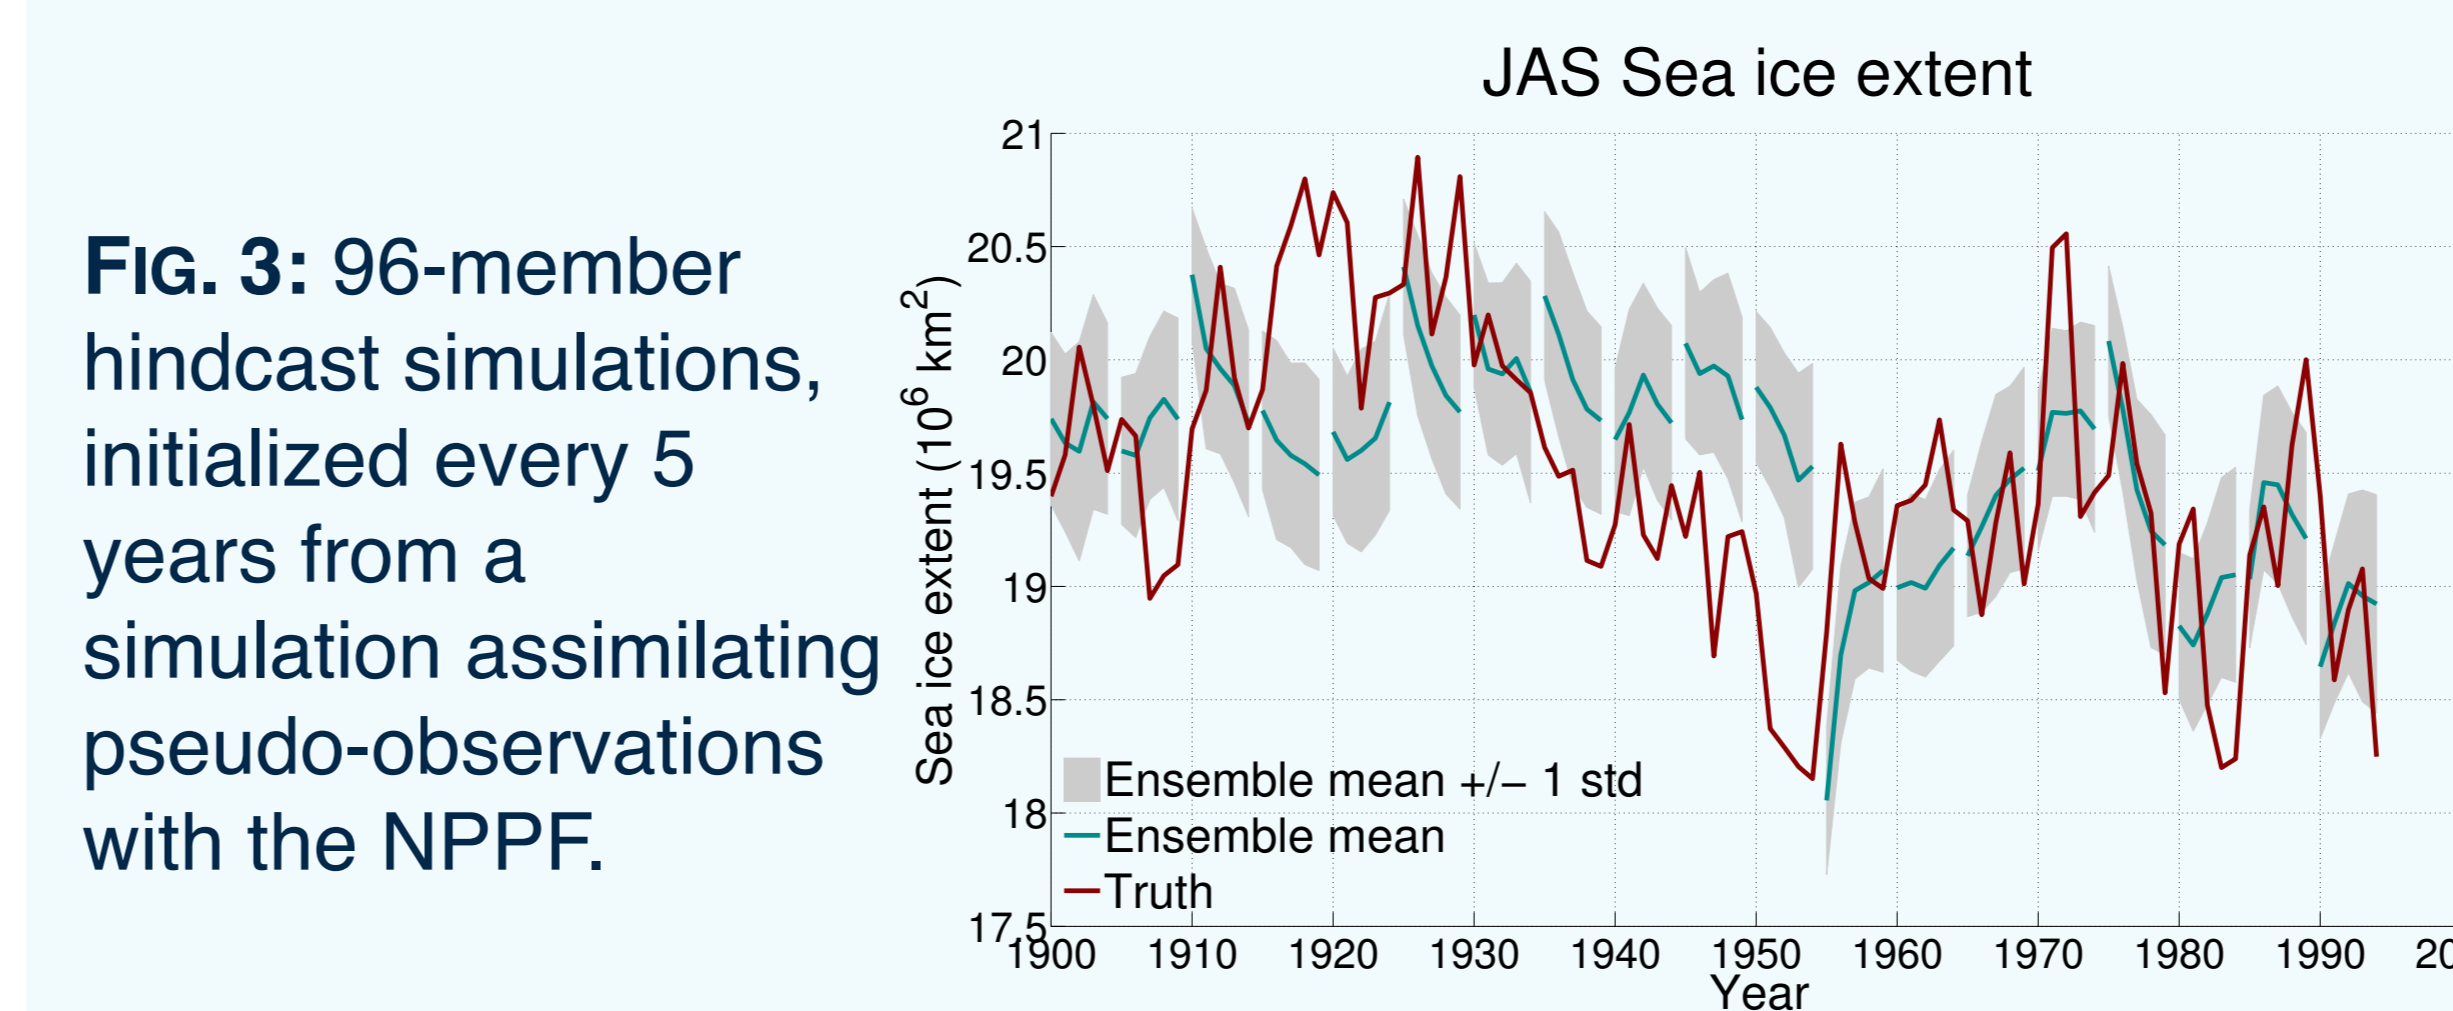 FIG. 3: 96-member
hindcast simulations,
initialized every 5
years from a
simulation assimilating
pseudo-observations
with the NPPF.
JAS Sea ice extent
Sea ice extent (10⁶ km²)
21
20.5
20
19.5
19
18.5
18
17.5
Ensemble mean +/− 1 std
Ensemble mean
Truth
1900 1910 1920 1930 1940 1950 1960 1970 1980 1990 20
Year